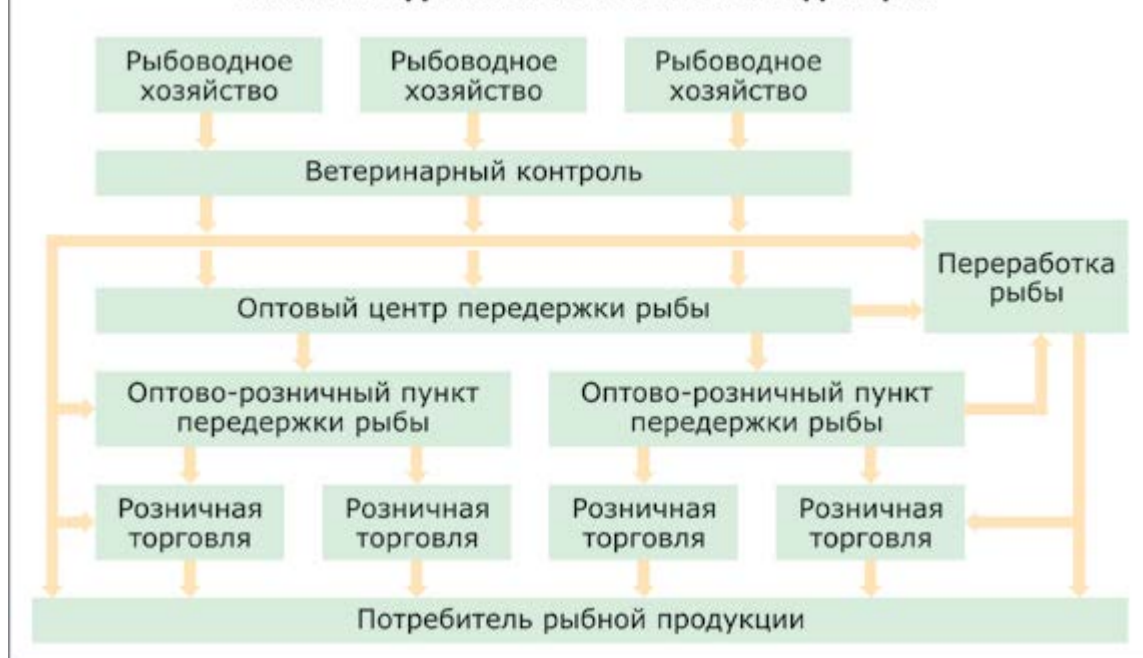 Рыбоводное
хозяйство
Рыбоводное
хозяйство
Рыбоводное
хозяйство
Ветеринарный контроль
Переработка
рыбы
Оптовый центр передержки рыбы
Оптово-розничный пункт
передержки рыбы
Оптово-розничный пункт
передержки рыбы
Розничная
торговля
Розничная
торговля
Розничная
торговля
Розничная
торговля
Потребитель рыбной продукции